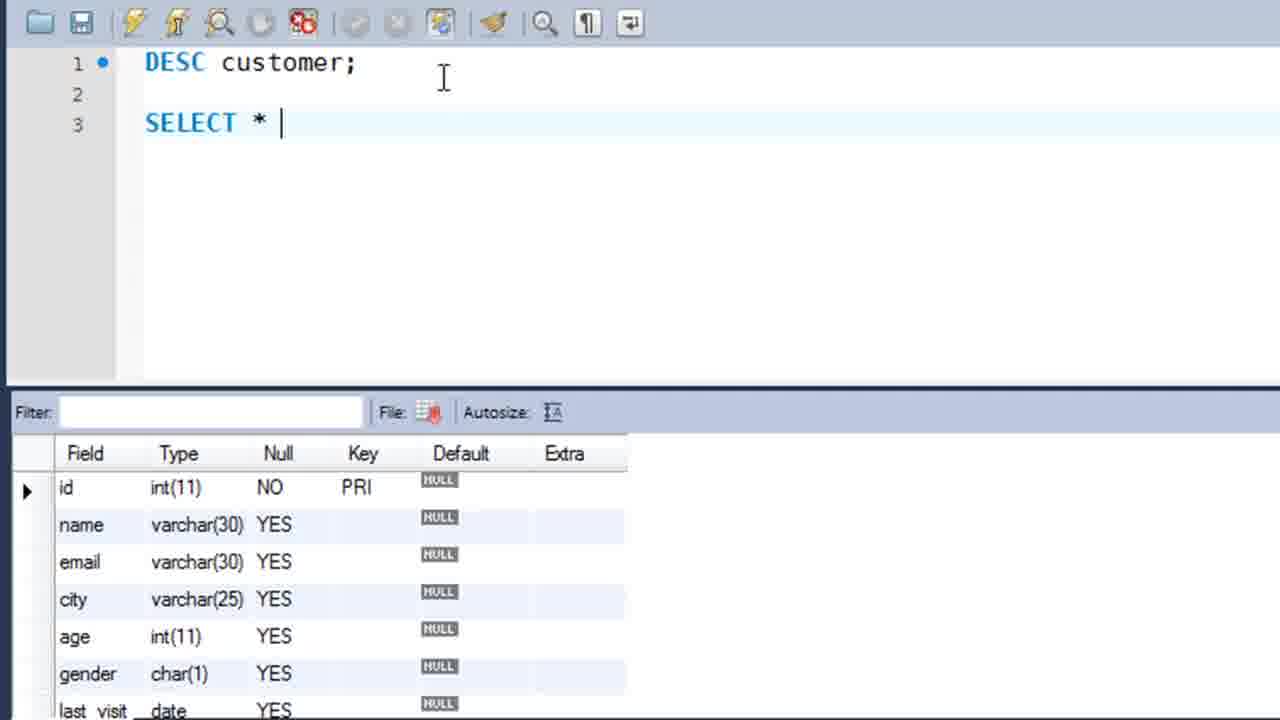 1 DESC customer;
2
3 SELECT *
Filter: File: Autosize:
Field Type Null Key Default Extra
id int(11) NO PRI NULL
name varchar(30) YES NULL
email varchar(30) YES NULL
city varchar(25) YES NULL
age int(11) YES NULL
gender char(1) YES NULL
last_visit date YES NULL